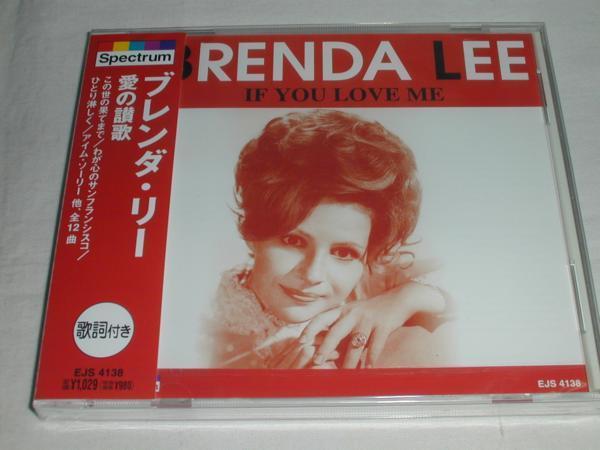 Spectrum
ブレンダ・リー
愛の讃歌
この世の果てまで/わが心のサンフランシスコ/
ひとり淋しく/アイム・ソーリー 他、全12曲
歌詞付き
EJS 4138
¥1,029 ¥980
BRENDA LEE
IF YOU LOVE ME
EJS 4138